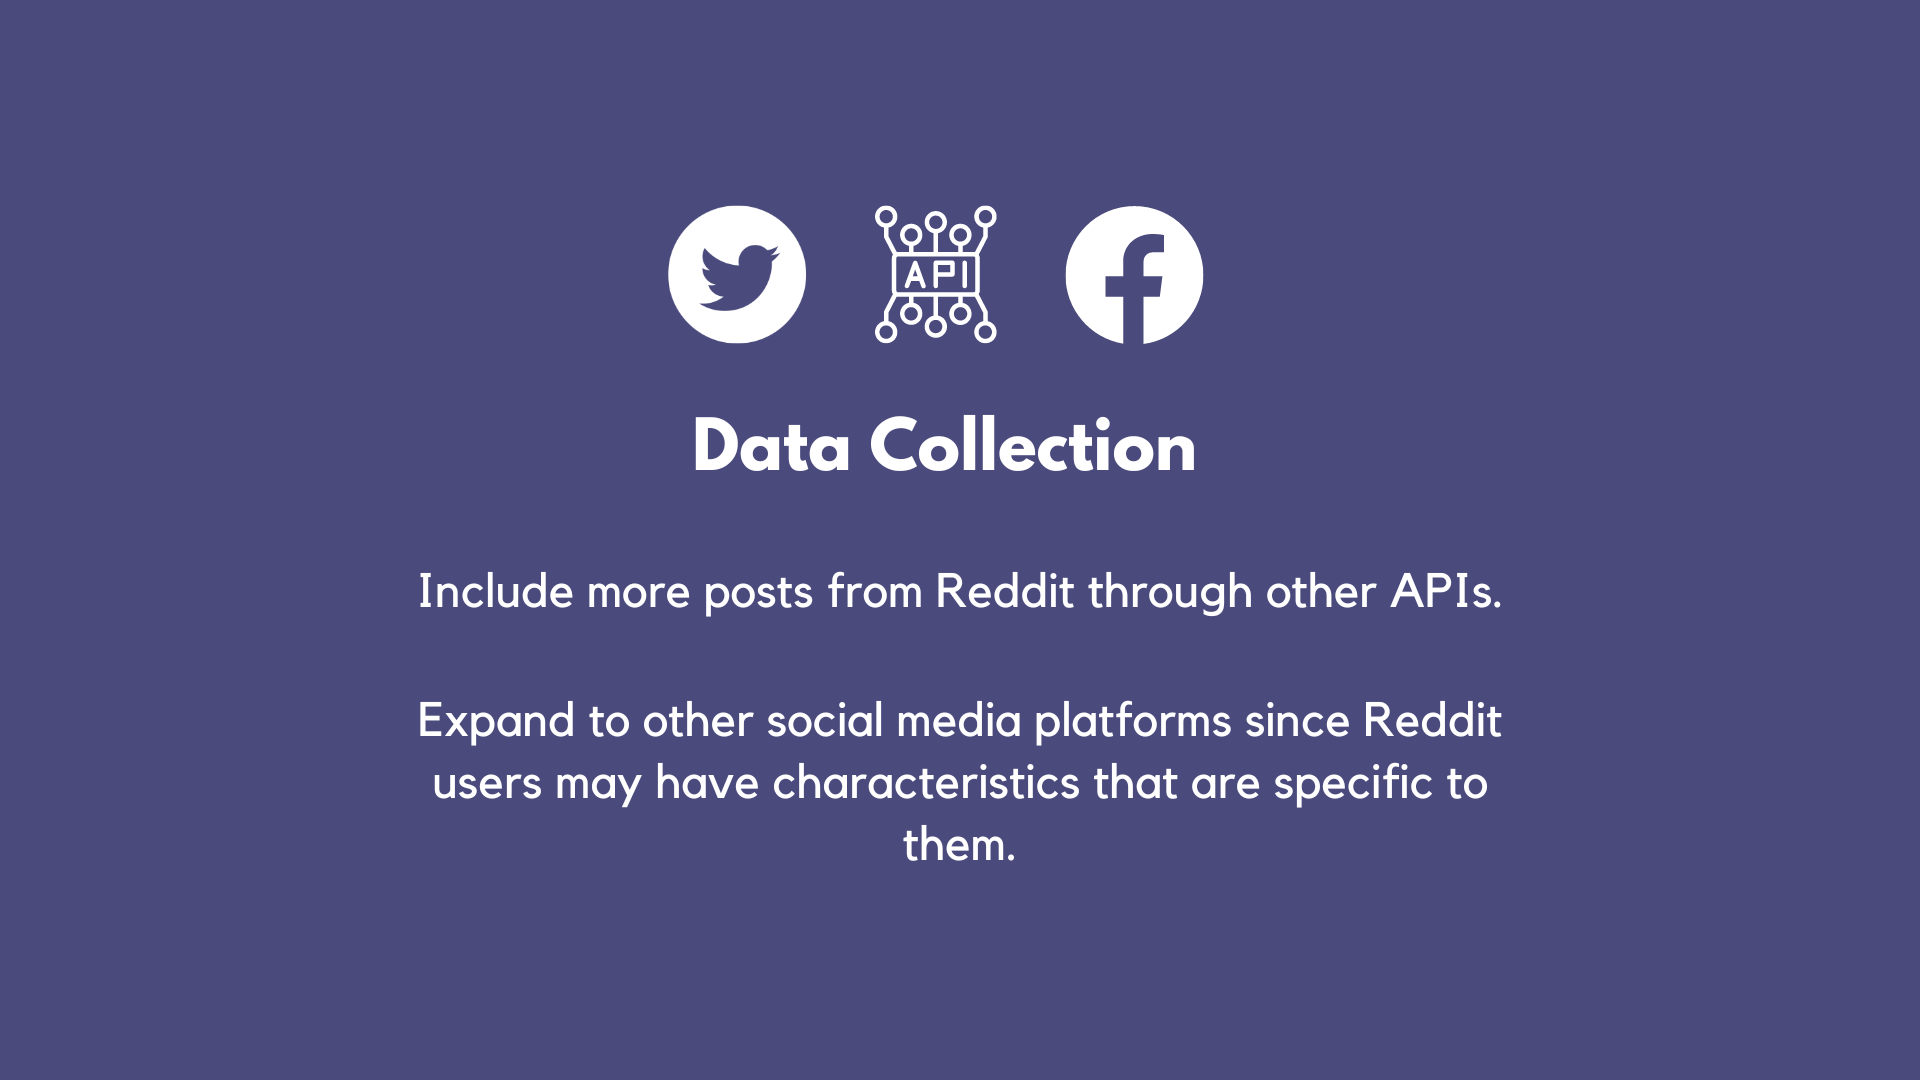 API
Data Collection
Include more posts from Reddit through other APIs.
Expand to other social media platforms since Reddit
users may have characteristics that are specific to
them.